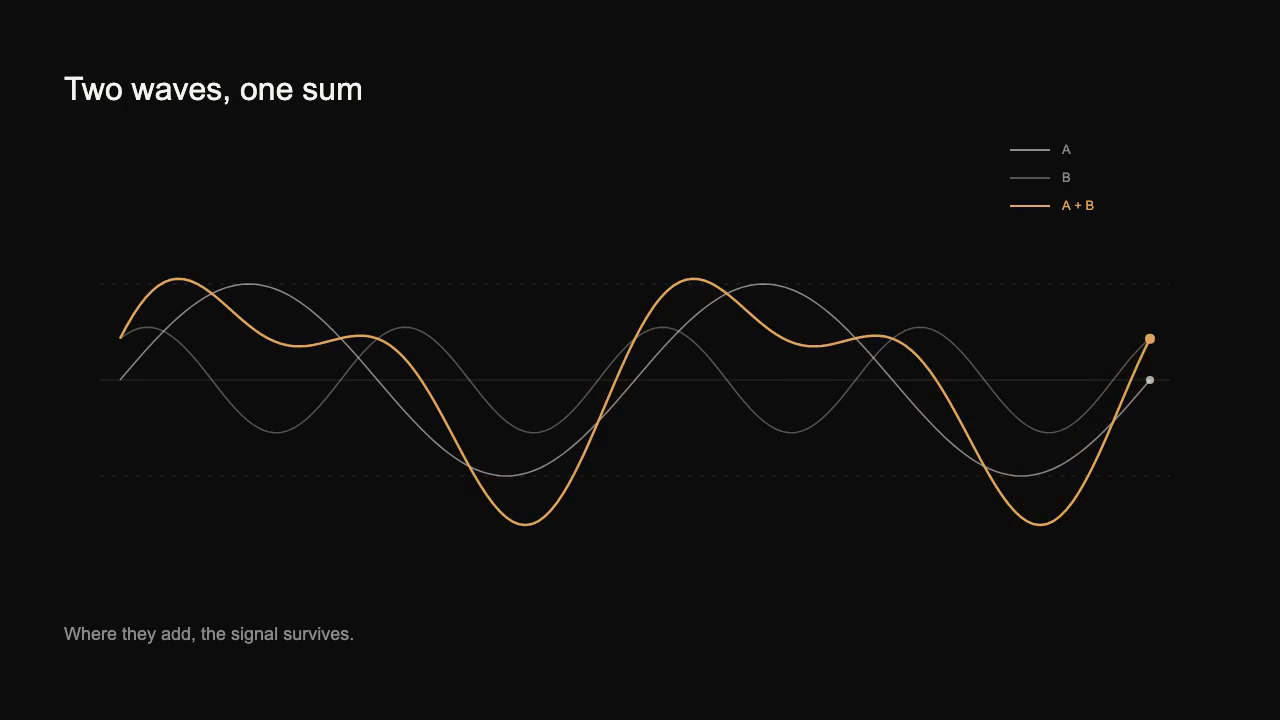 Two waves, one sum
A
B
A + B
Where they add, the signal survives.